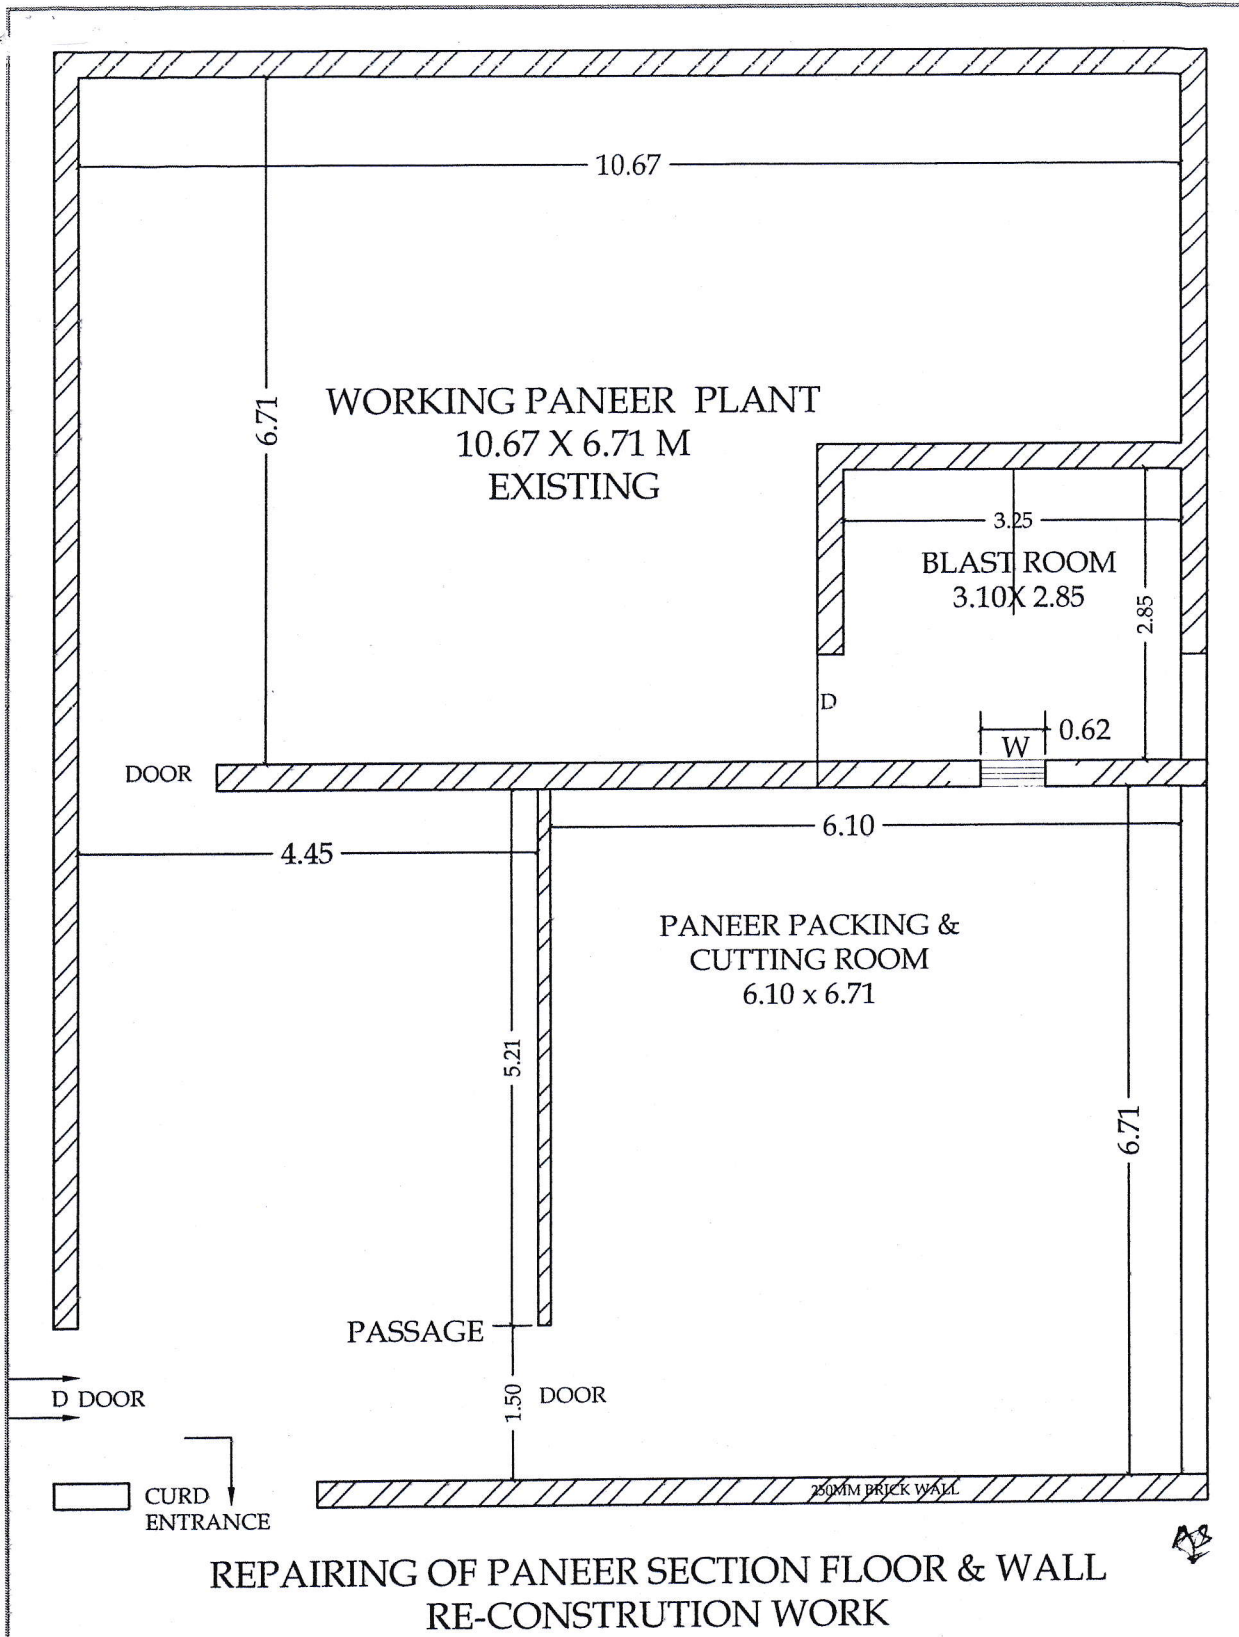 10.67
6.71
WORKING PANEER PLANT
10.67 X 6.71 M
EXISTING
3.25
BLAST ROOM
3.10X 2.85
2.85
D
0.62
W
DOOR
6.10
4.45
PANEER PACKING &
CUTTING ROOM
6.10 x 6.71
5.21
6.71
PASSAGE
D DOOR
1.50
DOOR
CURD
ENTRANCE
250MM BRICK WALL
REPAIRING OF PANEER SECTION FLOOR & WALL
RE-CONSTRUTION WORK